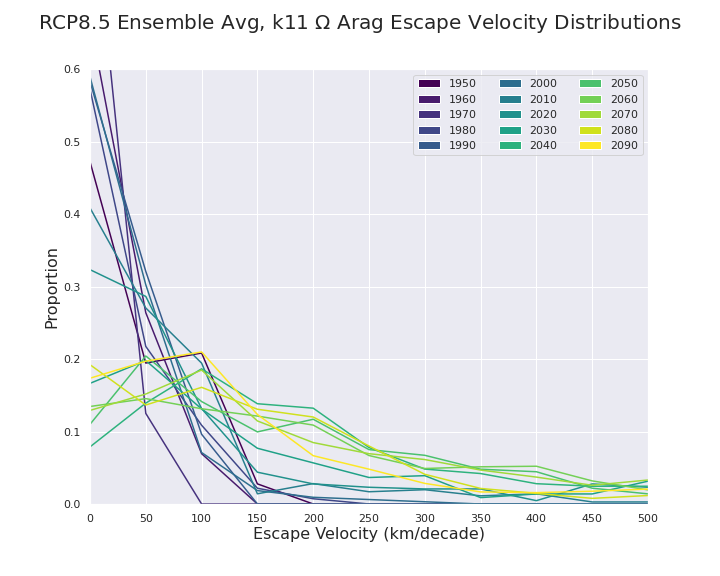 RCP8.5 Ensemble Avg, k11 Ω Arag Escape Velocity Distributions
0.6
0.5
0.4
0.3
0.2
0.1
0.0
Proportion
1950 2000 2050
1960 2010 2060
1970 2020 2070
1980 2030 2080
1990 2040 2090
0 50 100 150 200 250 300 350 400 450 500
Escape Velocity (km/decade)